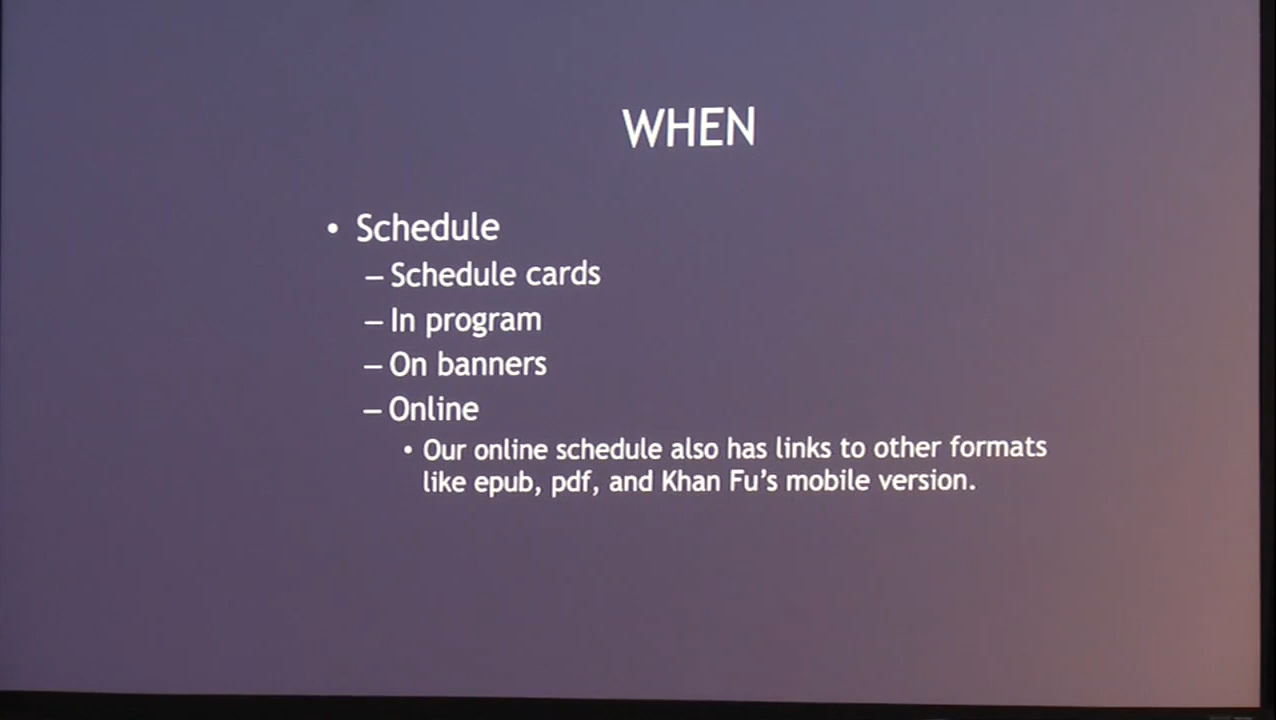 WHEN
• Schedule
– Schedule cards
– In program
– On banners
– Online
• Our online schedule also has links to other formats
like epub, pdf, and Khan Fu’s mobile version.